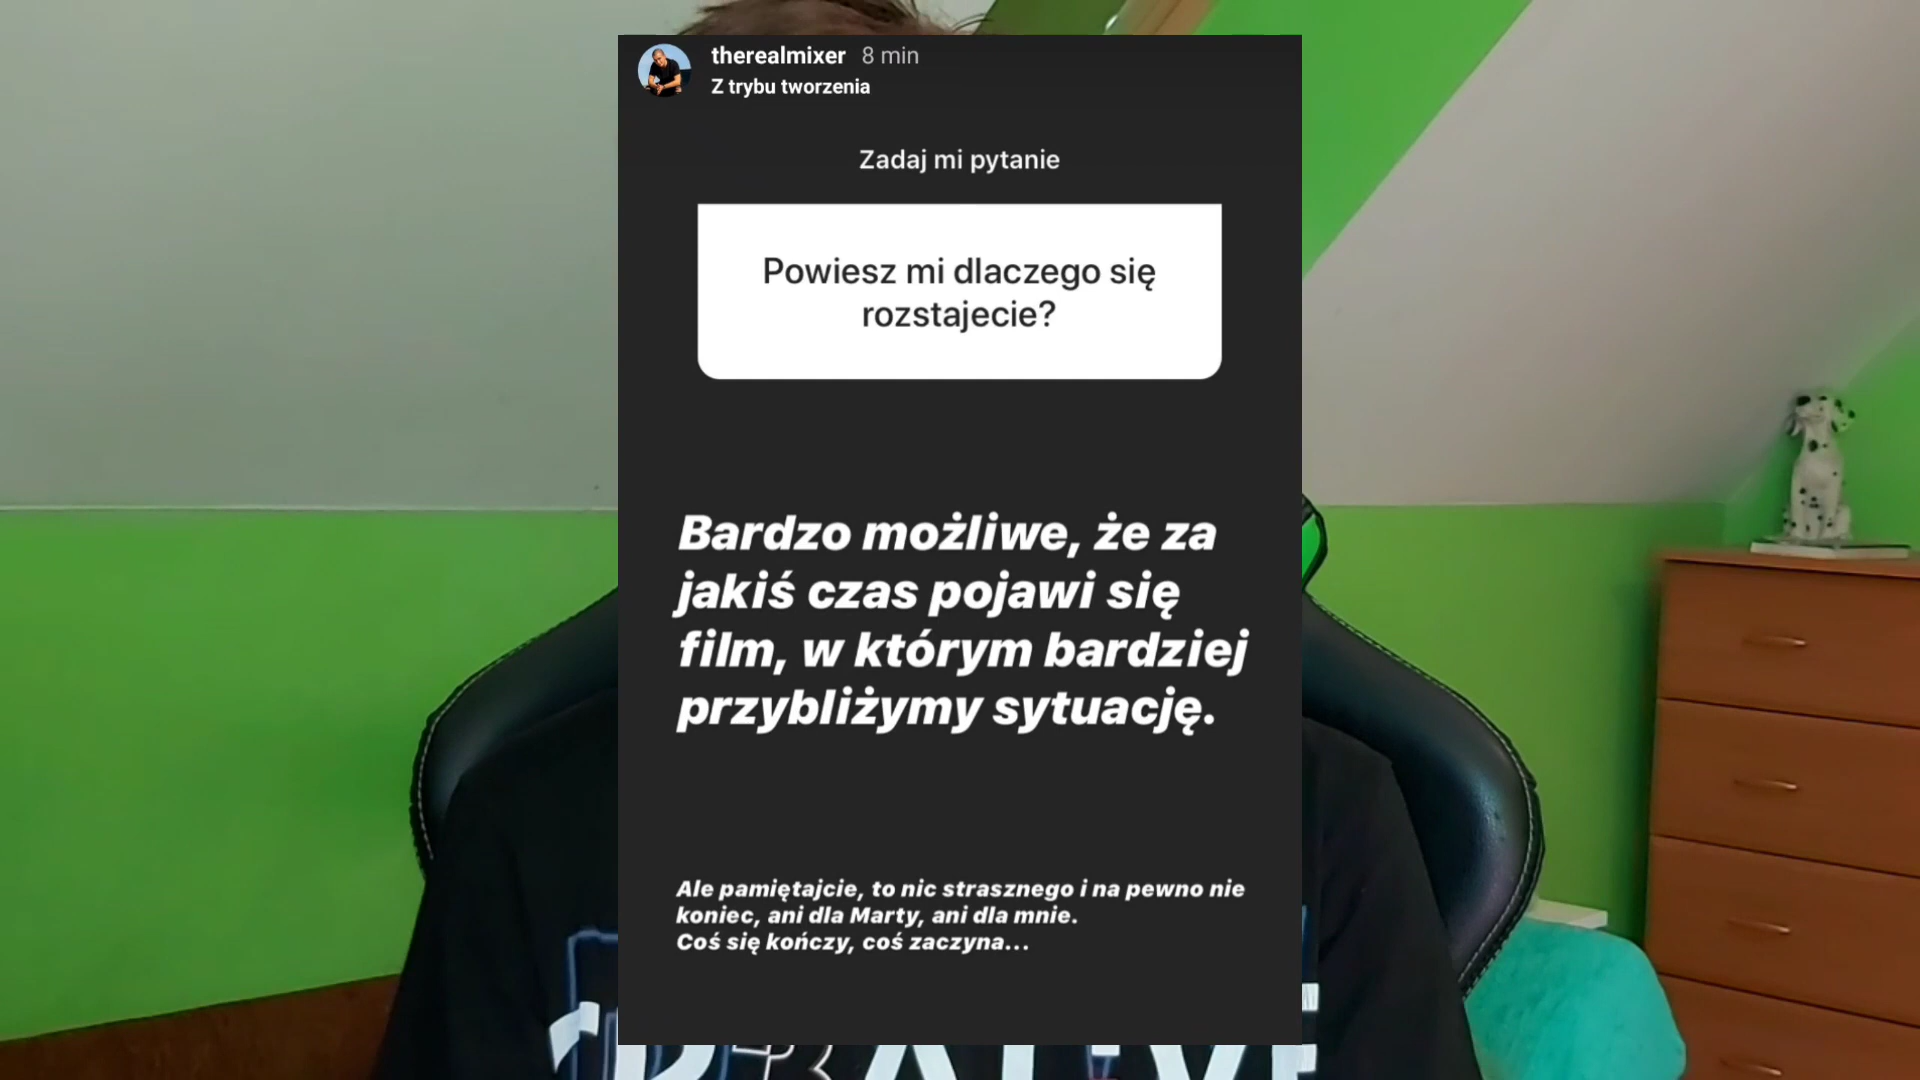 therealmixer 8 min
Z trybu tworzenia
Zadaj mi pytanie
Powiesz mi dlaczego się
rozstajecie?
Bardzo możliwe, że za
jakiś czas pojawi się
film, w którym bardziej
przybliżymy sytuację.
Ale pamiętajcie, to nic strasznego i na pewno nie
koniec, ani dla Marty, ani dla mnie.
Coś się kończy, coś zaczyna...